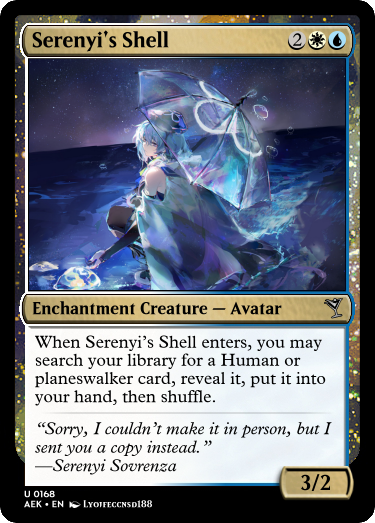 Serenyi's Shell 2
Enchantment Creature — Avatar
When Serenyi's Shell enters, you may
search your library for a Human or
planeswalker card, reveal it, put it into
your hand, then shuffle.
"Sorry, I couldn't make it in person, but I
sent you a copy instead."
—Serenyi Sovrenza
3/2
U 0168
AEK • EN Lyoffeccnsd188